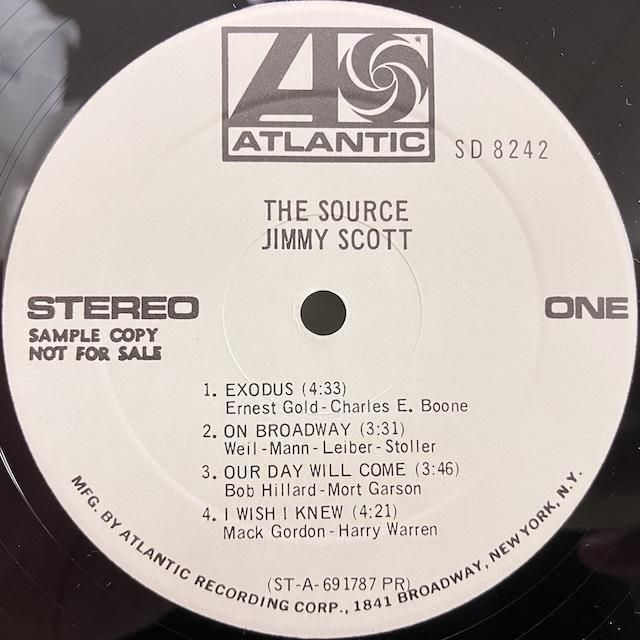 ATLANTIC
SD 8242
THE SOURCE
JIMMY SCOTT
STEREO
ONE
SAMPLE COPY
NOT FOR SALE
1. EXODUS (4:33)
Ernest Gold-Charles E. Boone
2. ON BROADWAY (3:31)
Weil-Mann-Leiber-Stoller
3. OUR DAY WILL COME (3:46)
Bob Hillard-Mort Garson
4. I WISH I KNEW (4:21)
Mack Gordon-Harry Warren
(ST-A-691787 PR)
MFG. BY ATLANTIC RECORDING CORP., 1841 BROADWAY, NEW YORK, N.Y.